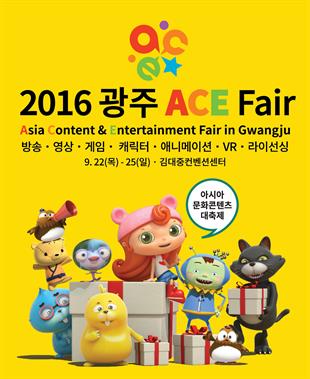 ace
2016 광주 ACE Fair
Asia Content & Entertainment Fair in Gwangju
방송 · 영상 · 게임 · 캐릭터 · 애니메이션 · VR · 라이선싱
9. 22(목) - 25(일) · 김대중컨벤션센터
아시아
문화콘텐츠
대축제